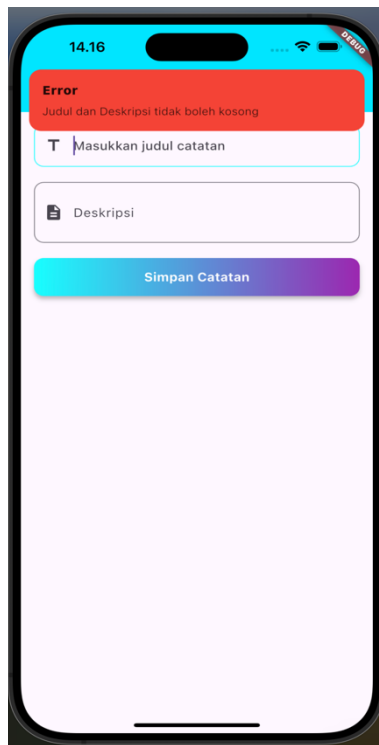 14.16
DEBUG
Error
Judul dan Deskripsi tidak boleh kosong
T Masukkan judul catatan
Deskripsi
Simpan Catatan